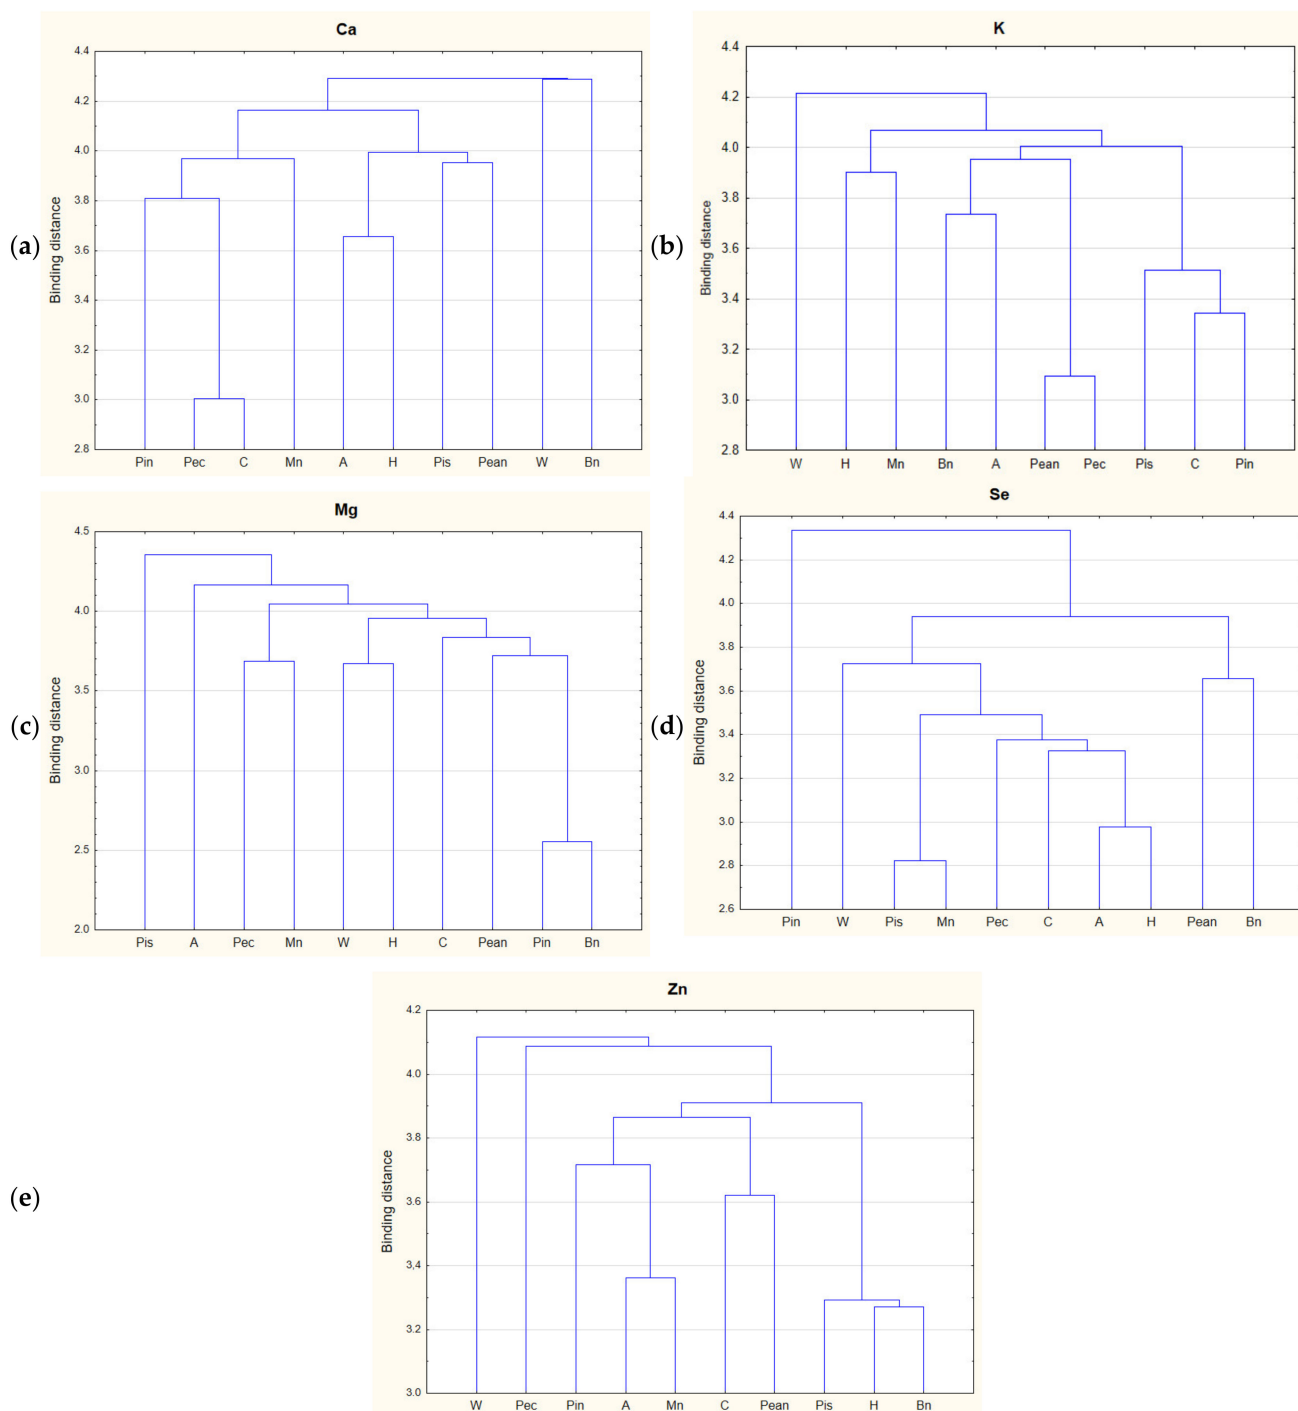 Ca
4.4
4.2
4.0
3.8
3.6
3.4
3.2
3.0
2.8
Binding distance
(a)
Pin Pec C Mn A H Pis Pean W Bn
K
4.4
4.2
4.0
3.8
3.6
3.4
3.2
3.0
2.8
Binding distance
(b)
W H Mn Bn A Pean Pec Pis C Pin
Mg
4.5
4.0
3.5
3.0
2.5
2.0
Binding distance
(c)
Pis A Pec Mn W H C Pean Pin Bn
Se
4.4
4.2
4.0
3.8
3.6
3.4
3.2
3.0
2.8
2.6
Binding distance
(d)
Pin W Pis Mn Pec C A H Pean Bn
Zn
4.2
4.0
3.8
3.6
3.4
3.2
3.0
Binding distance
(e)
W Pec Pin A Mn C Pean Pis H Bn